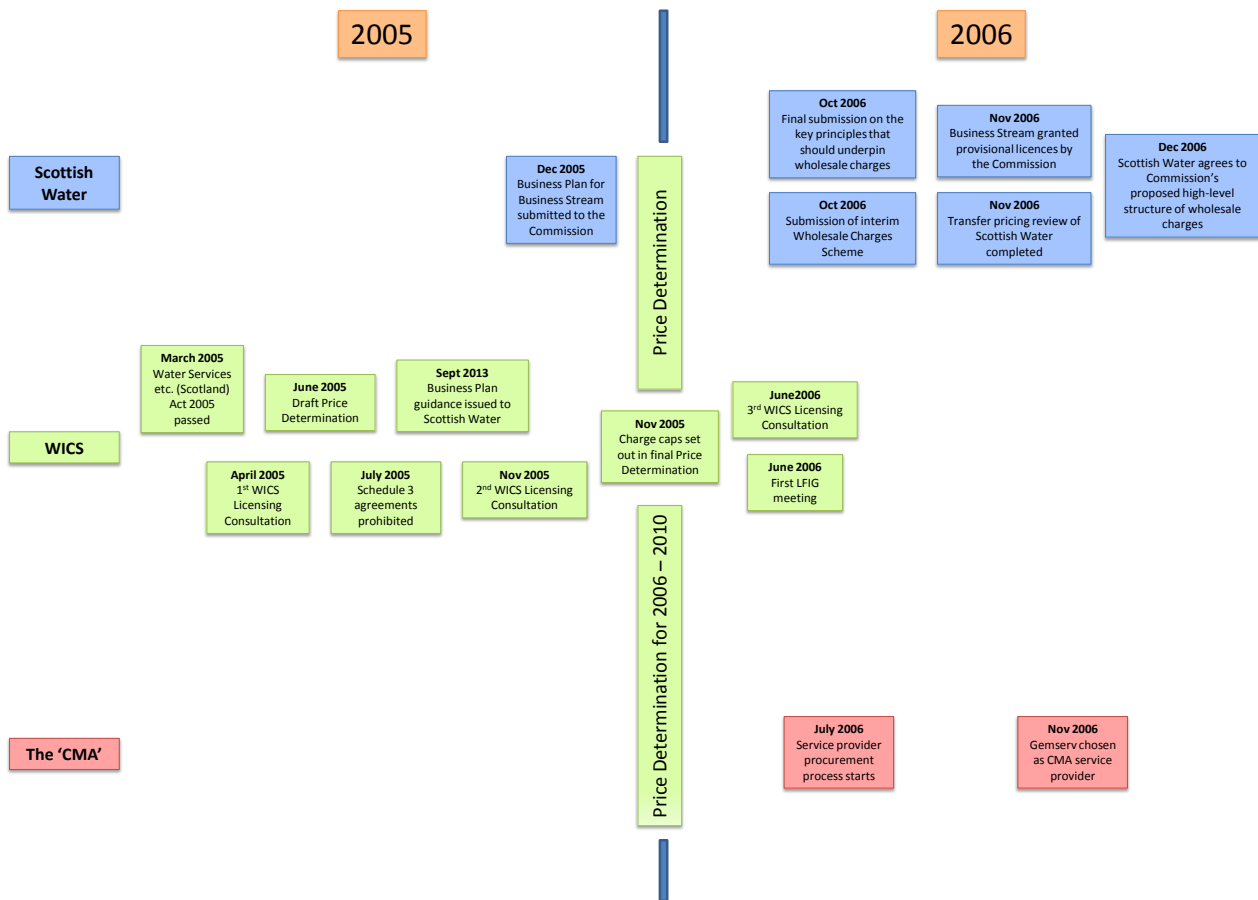 2005
2006
Scottish
Water
Dec 2005
Business Plan for
Business Stream
submitted to the
Commission
Oct 2006
Final submission on the
key principles that
should underpin
wholesale charges
Oct 2006
Submission of interim
Wholesale Charges
Scheme
Nov 2006
Business Stream granted
provisional licences by
the Commission
Nov 2006
Transfer pricing review of
Scottish Water
completed
Dec 2006
Scottish Water agrees to
Commission's
proposed high-level
structure of wholesale
charges
Price Determination
WICS
March 2005
Water Services
etc. (Scotland)
Act 2005
passed
June 2005
Draft Price
Determination
Sept 2013
Business Plan
guidance issued to
Scottish Water
April 2005
1st WICS
Licensing
Consultation
July 2005
Schedule 3
agreements
prohibited
Nov 2005
2nd WICS Licensing
Consultation
Nov 2005
Charge caps set
out in final Price
Determination
June2006
3rd WICS Licensing
Consultation
June 2006
First LFIG
meeting
Price Determination for 2006 – 2010
The 'CMA'
July 2006
Service provider
procurement
process starts
Nov 2006
Gemserv chosen
as CMA service
provider